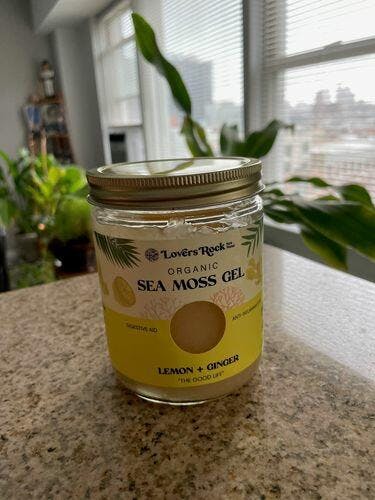 Lovers Rock
ORGANIC
SEA MOSS GEL
DIGESTIVE AID
LEMON + GINGER
"THE GOOD LIFE"